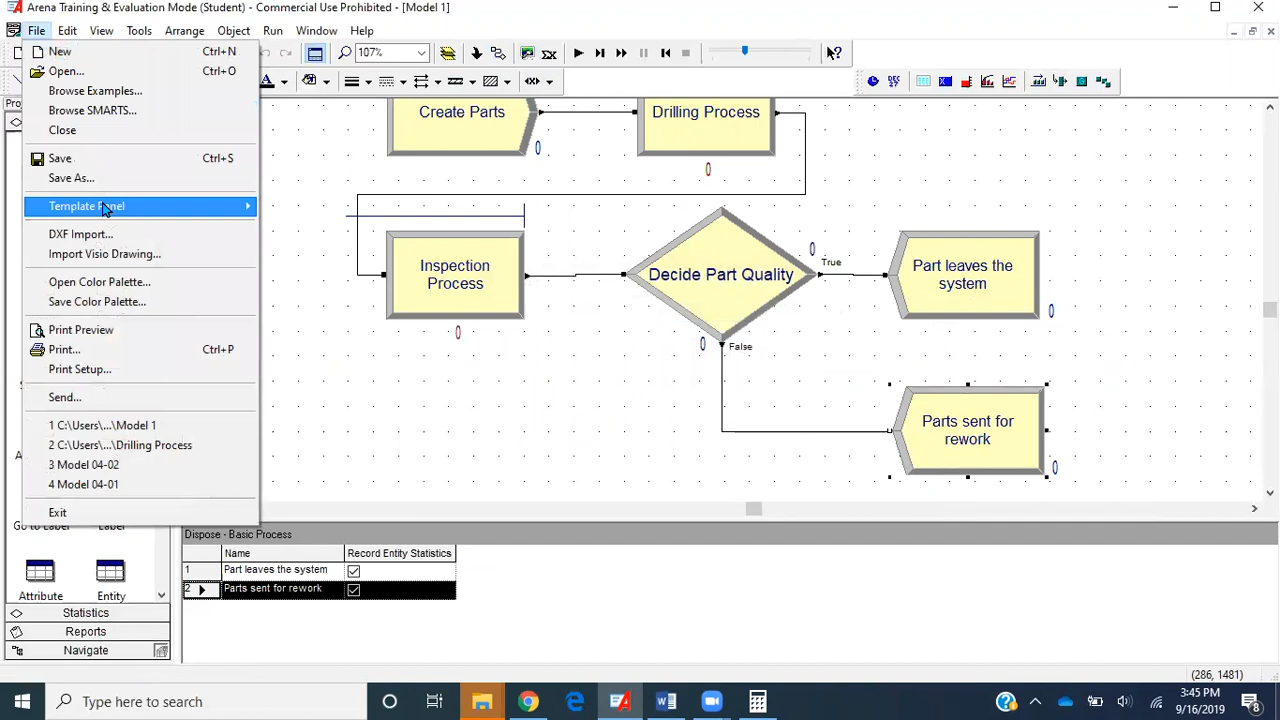 Arena Training & Evaluation Mode (Student) - Commercial Use Prohibited - [Model 1]
File Edit View Tools Arrange Object Run Window Help
107%
New Ctrl+N
Open... Ctrl+O
Browse Examples...
Browse SMARTS...
Close
Save Ctrl+S
Save As...
Template Panel
DXF Import...
Import Visio Drawing...
Open Color Palette...
Save Color Palette...
Print Preview
Print... Ctrl+P
Print Setup...
Send...
1 C:\Users\...\Model 1
2 C:\Users\...\Drilling Process
3 Model 04-02
4 Model 04-01
Exit
Label
Attribute Entity
Statistics
Reports
Navigate
Create Parts
0
Drilling Process
0
Inspection
Process
0
Decide Part Quality
0
True
0
False
Part leaves the
system
0
Parts sent for
rework
0
Dispose - Basic Process
Name Record Entity Statistics
1 Part leaves the system
2 Parts sent for rework
(286, 1481)
Type here to search
3:45 PM
9/16/2019
8